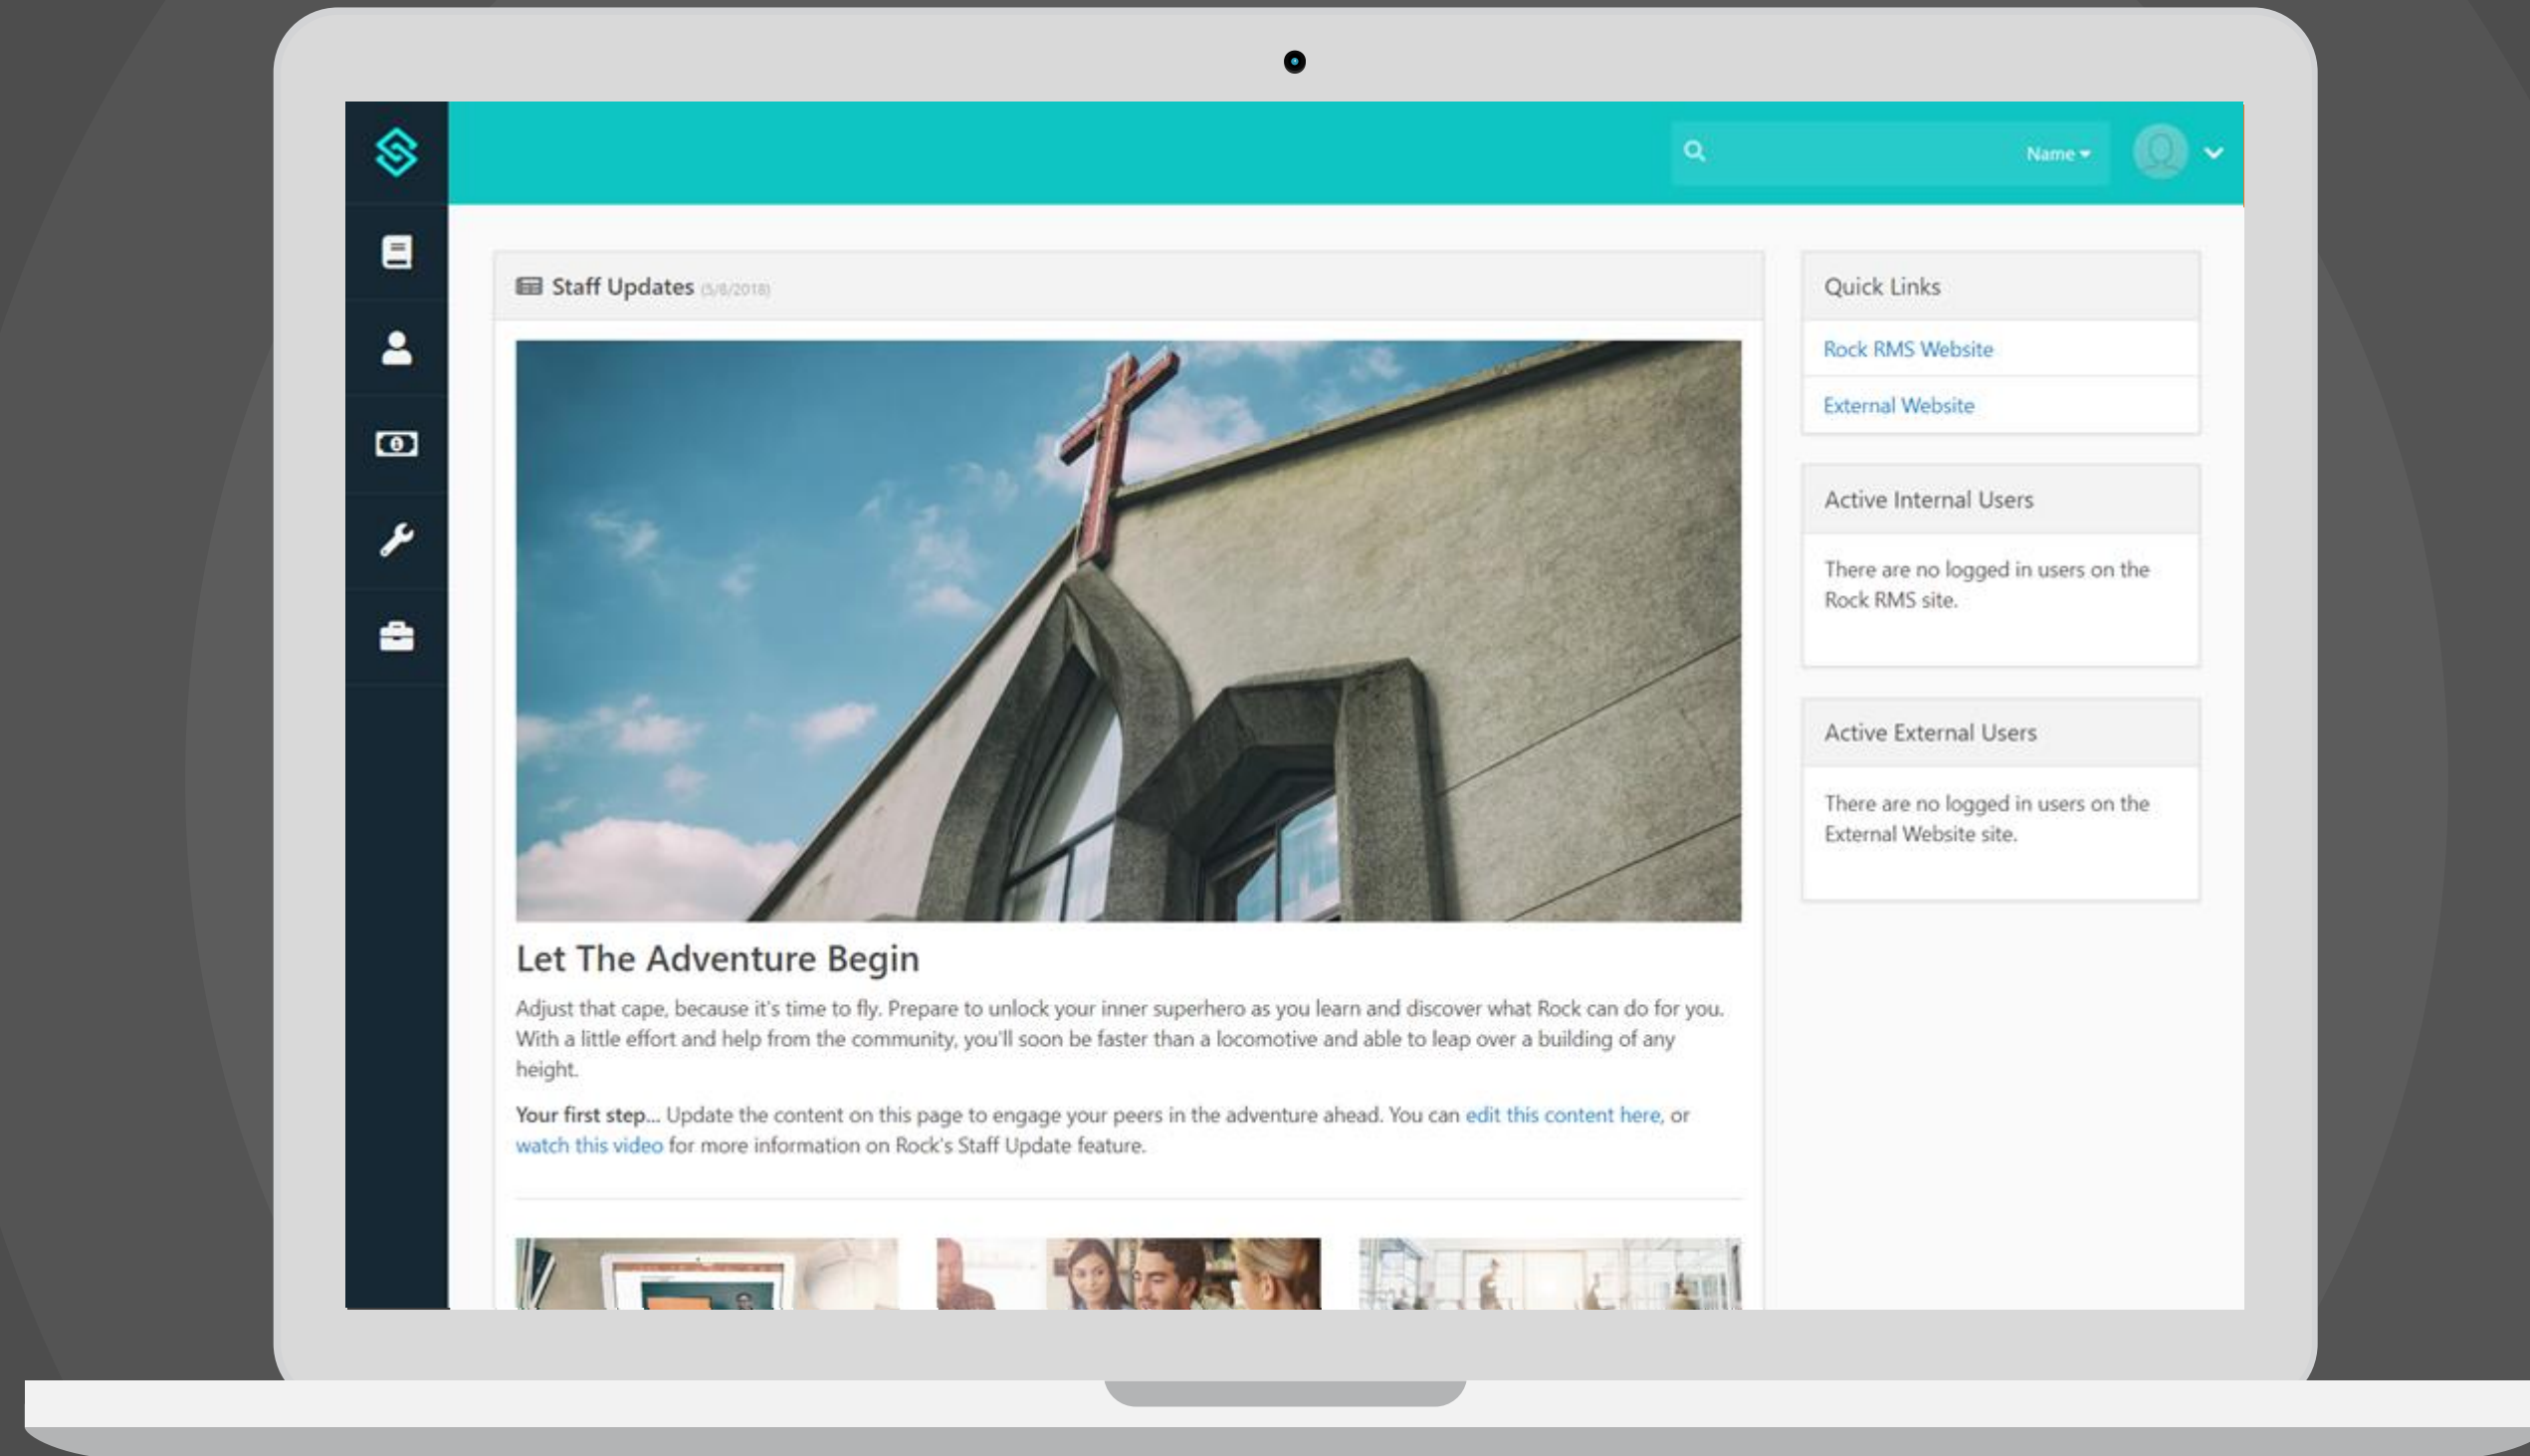 Name
Staff Updates (5/8/2018)
Let The Adventure Begin
Adjust that cape, because it's time to fly. Prepare to unlock your inner superhero as you learn and discover what Rock can do for you.
With a little effort and help from the community, you'll soon be faster than a locomotive and able to leap over a building of any
height.
Your first step... Update the content on this page to engage your peers in the adventure ahead. You can edit this content here, or
watch this video for more information on Rock's Staff Update feature.
Quick Links
Rock RMS Website
External Website
Active Internal Users
There are no logged in users on the
Rock RMS site.
Active External Users
There are no logged in users on the
External Website site.